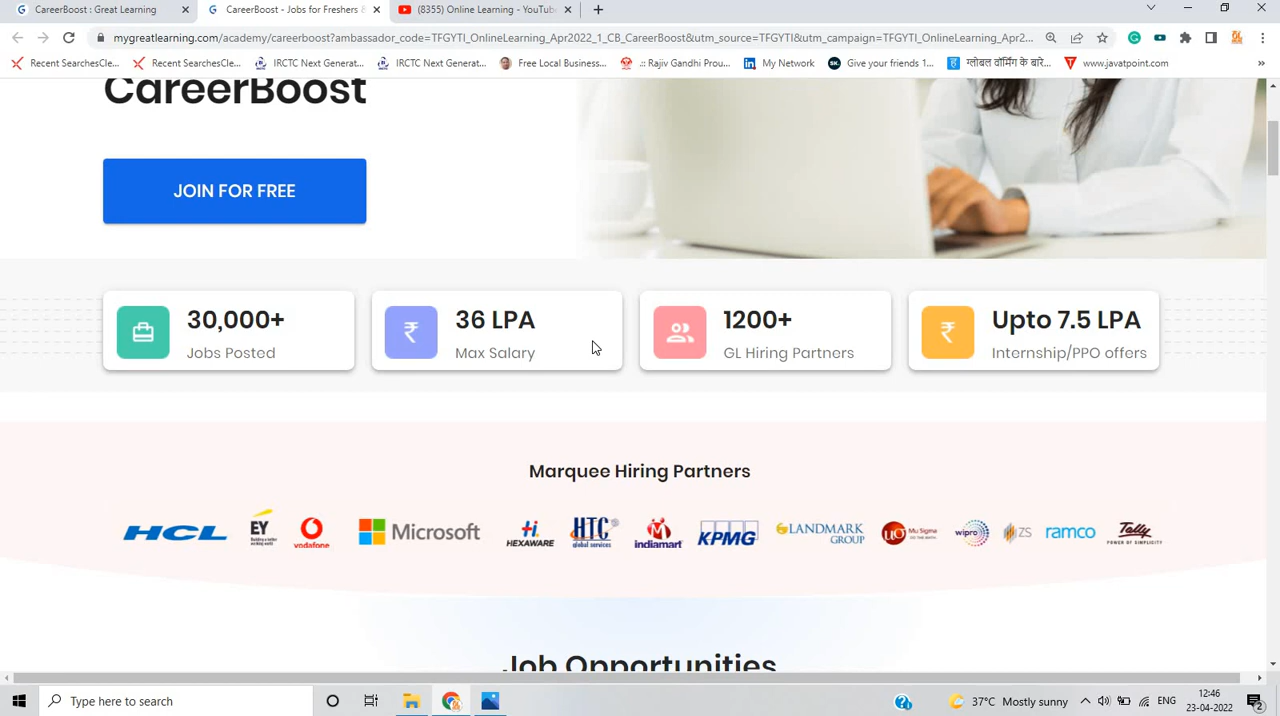 CareerBoost : Great Learning
CareerBoost - Jobs for Freshers &
(8355) Online Learning - YouTube
mygreatlearning.com/academy/careerboost?ambassador_code=TFGYTI_OnlineLearning_Apr2022_1_CB_CareerBoost&utm_source=TFGYTI&utm_campaign=TFGYTI_OnlineLearning_Apr2...
Recent SearchesCle...
Recent SearchesCle...
IRCTC Next Generat...
IRCTC Next Generat...
Free Local Business...
.:: Rajiv Gandhi Prou...
My Network
Give your friends 1...
ग्लोबल वॉर्मिंग के बारे...
www.javatpoint.com
CareerBoost
JOIN FOR FREE
30,000+
Jobs Posted
36 LPA
Max Salary
1200+
GL Hiring Partners
Upto 7.5 LPA
Internship/PPO offers
Marquee Hiring Partners
HCL
EY
vodafone
Microsoft
Hi.
HEXAWARE
HTC
global services
indiamart
KPMG
LANDMARK
GROUP
Mu Sigma
wipro
ZS
ramco
Tally
POWER OF SIMPLICITY
Job Opportunities
Type here to search
37°C Mostly sunny
ENG
12:46
23-04-2022
2